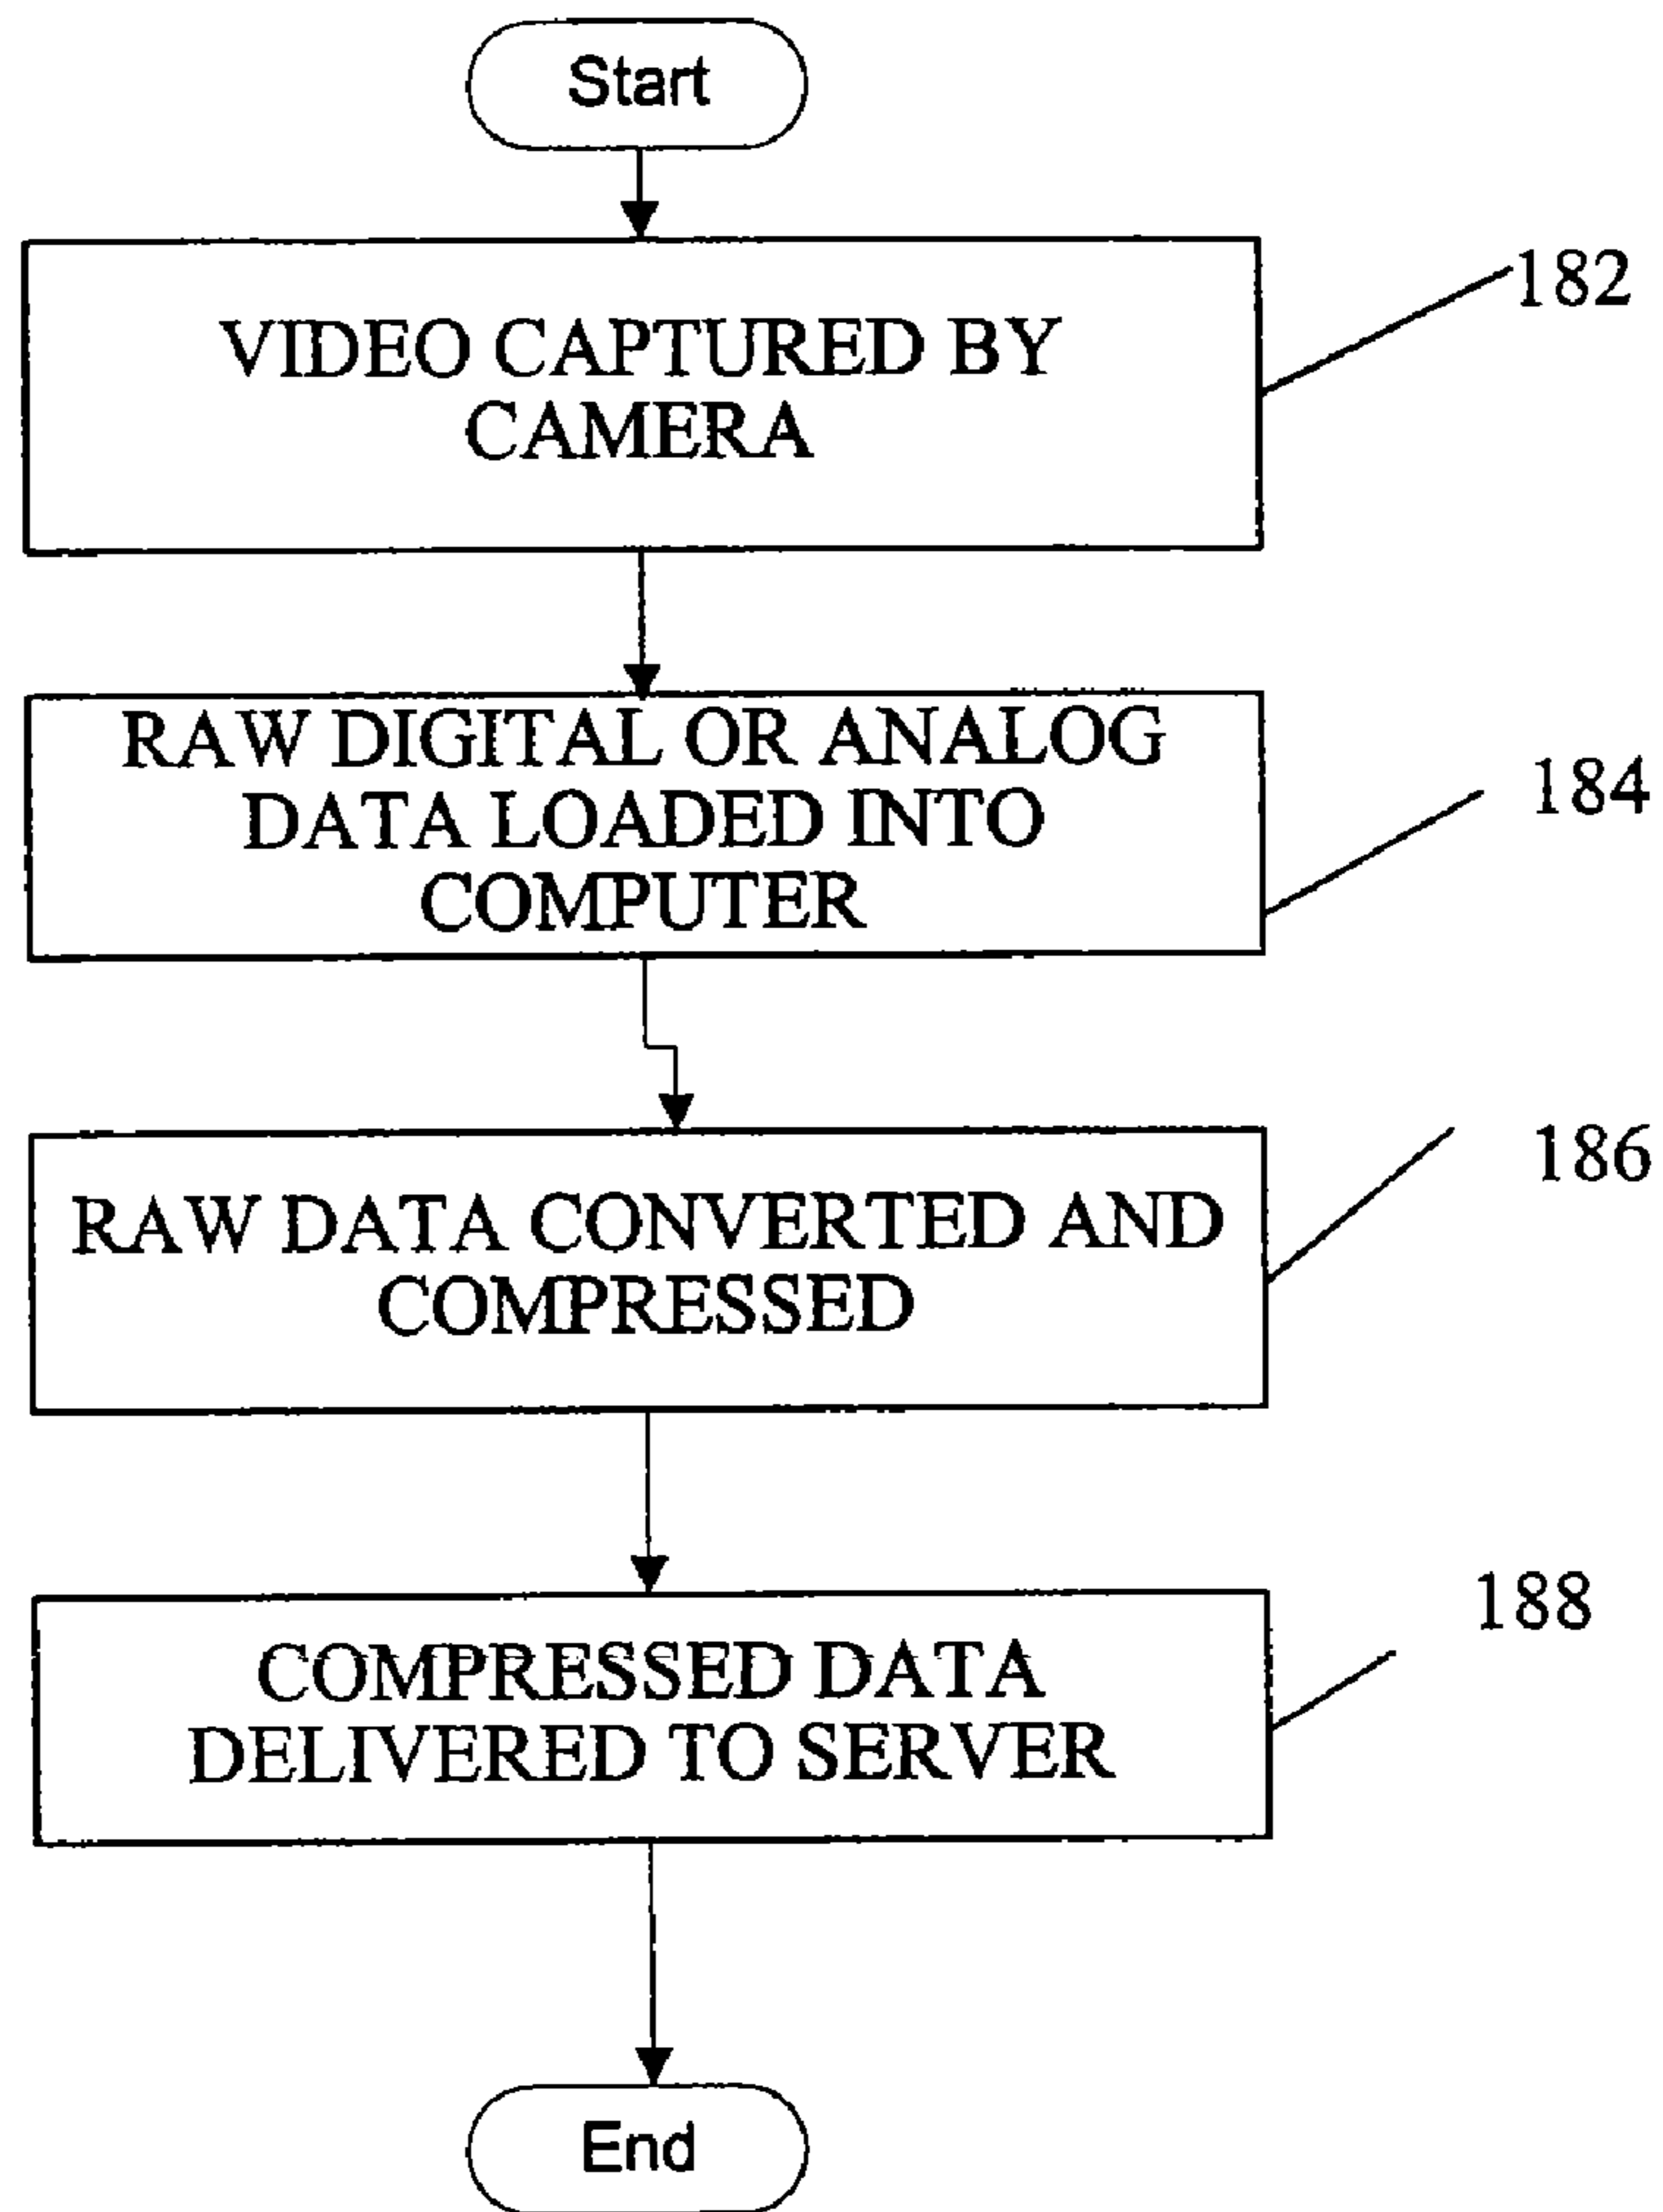 Start
VIDEO CAPTURED BY
CAMERA
182
RAW DIGITAL OR ANALOG
DATA LOADED INTO
COMPUTER
184
RAW DATA CONVERTED AND
COMPRESSED
186
COMPRESSED DATA
DELIVERED TO SERVER
188
End